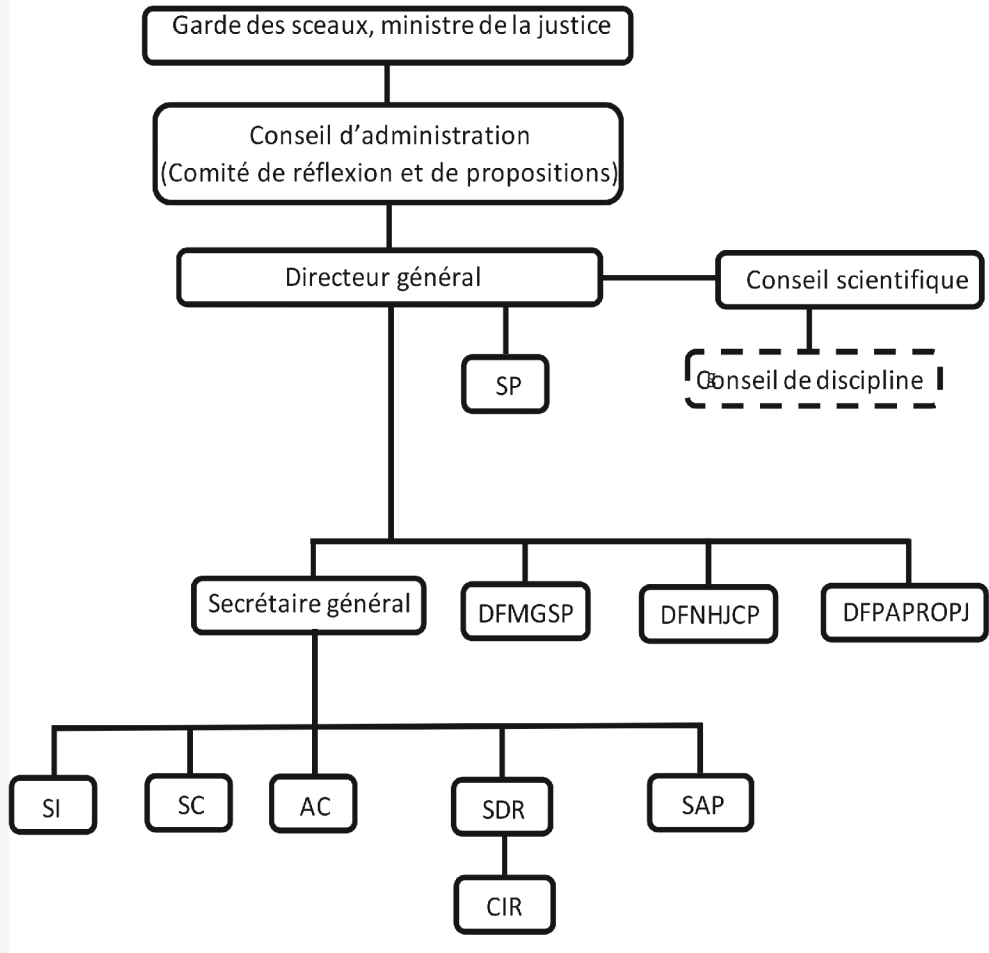 Garde des sceaux, ministre de la justice
Conseil d’administration
(Comité de réflexion et de propositions)
Directeur général
Conseil scientifique
SP
Conseil de discipline
Secrétaire général
DFMGSP
DFNHJCP
DFPAPROPJ
SI
SC
AC
SDR
SAP
CIR